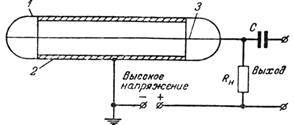 1
3
C
2
Высокое
напряжение
Rн
Выход
- +